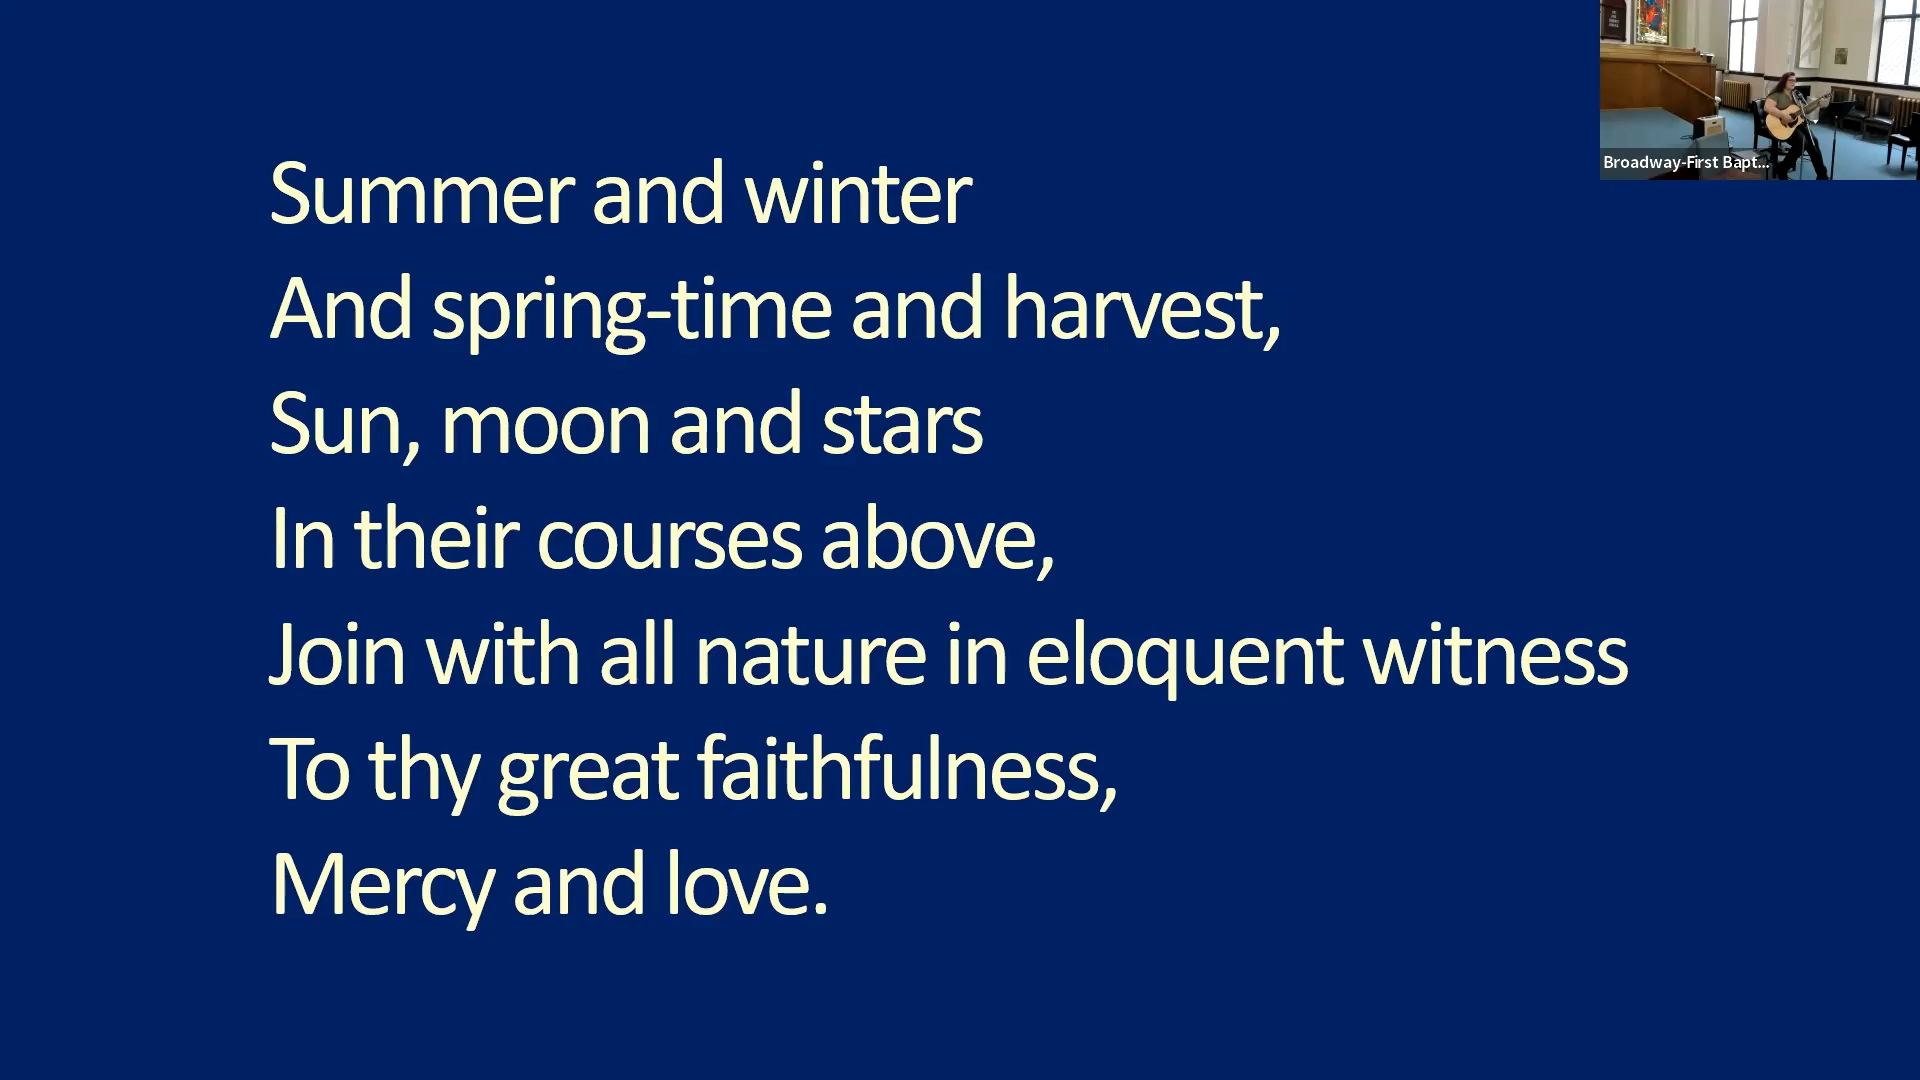 Summer and winter
And spring-time and harvest,
Sun, moon and stars
In their courses above,
Join with all nature in eloquent witness
To thy great faithfulness,
Mercy and love.
Broadway-First Bapt...